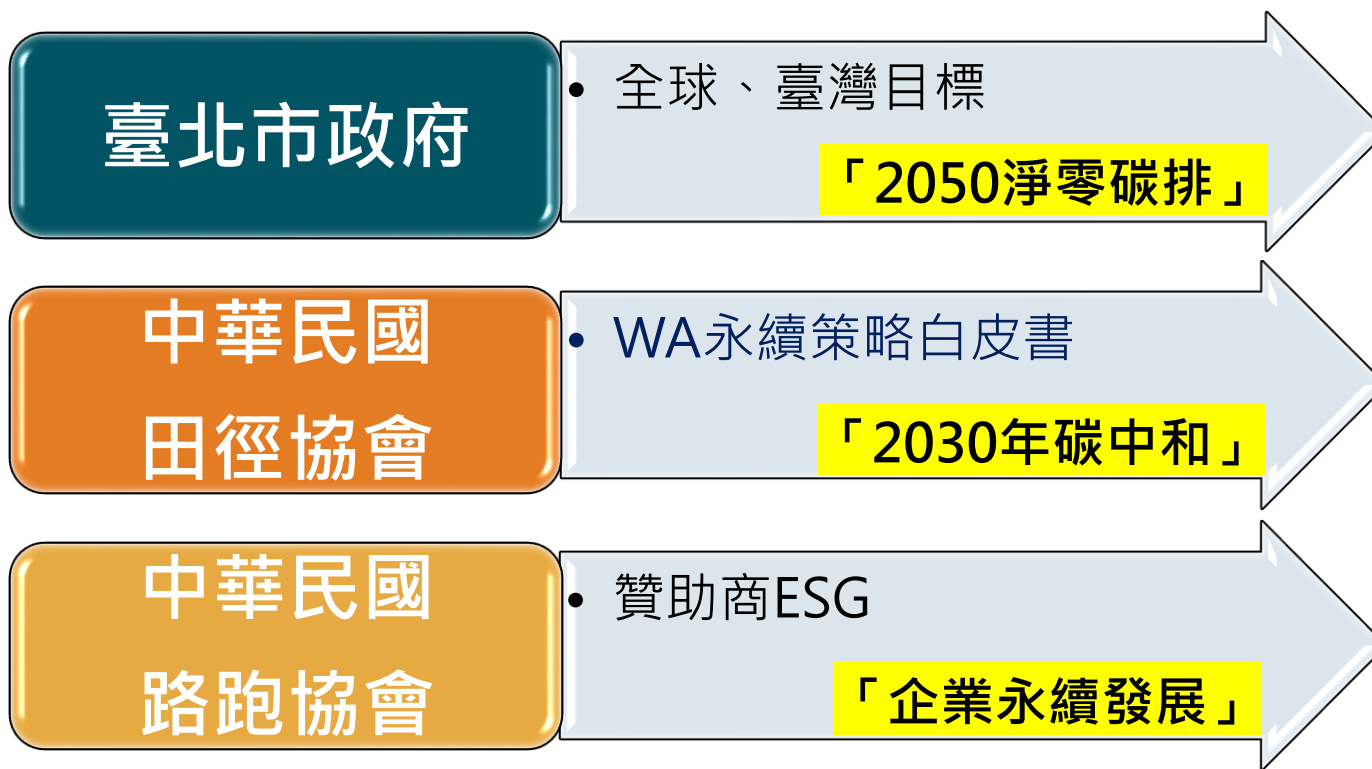 臺北市政府
• 全球、臺灣目標
「2050淨零碳排」
中華民國
田徑協會
• WA永續策略白皮書
「2030年碳中和」
中華民國
路跑協會
• 贊助商ESG
「企業永續發展」